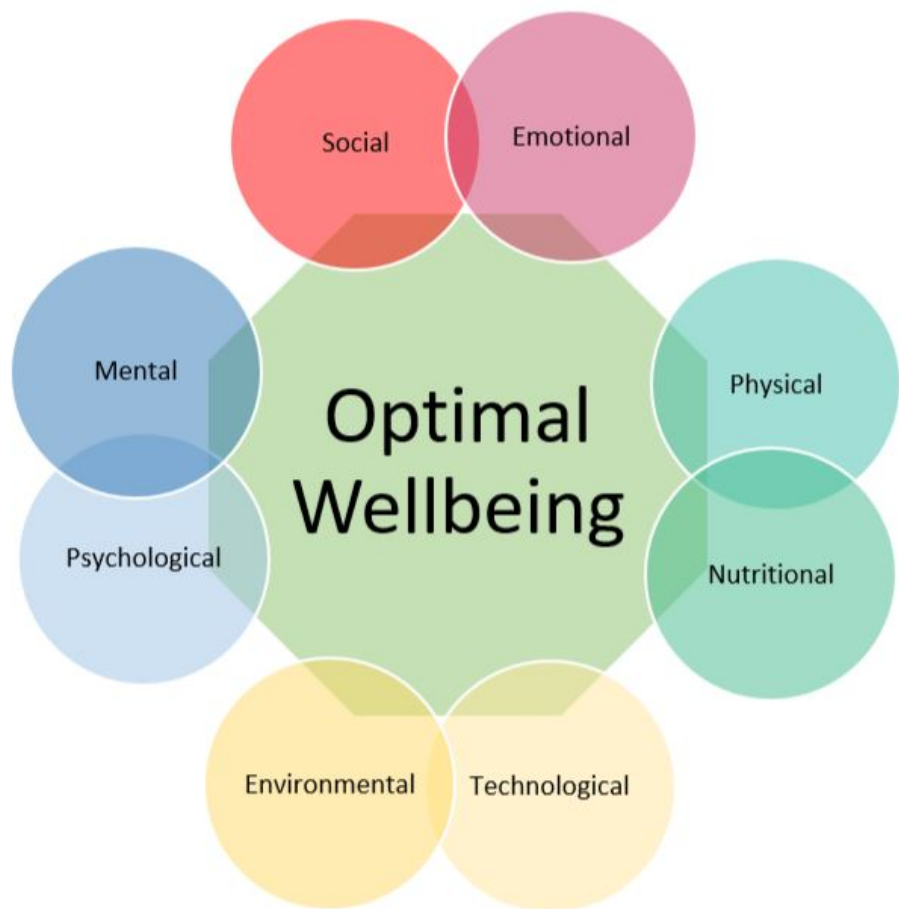 Social
Emotional
Mental
Physical
Optimal
Wellbeing
Psychological
Nutritional
Environmental
Technological